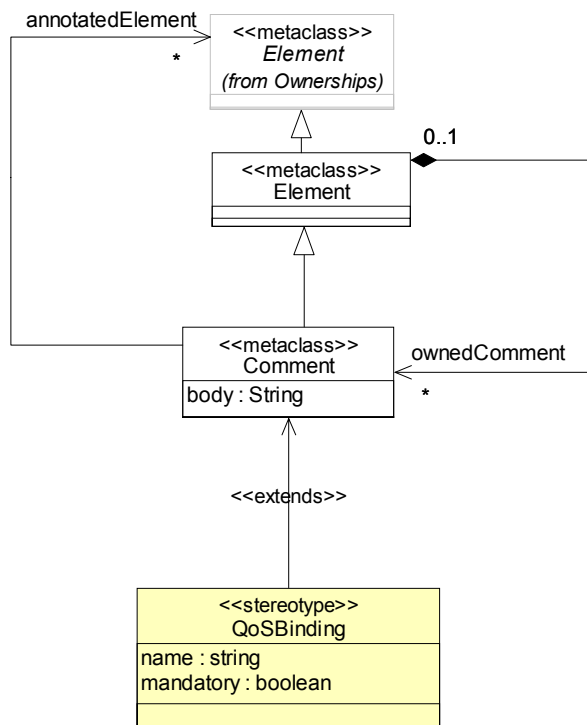 annotatedElement
*
<<metaclass>>
Element
(from Ownerships)
0..1
<<metaclass>>
Element
<<metaclass>>
Comment
body : String
ownedComment
*
<<extends>>
<<stereotype>>
QoSBinding
name : string
mandatory : boolean